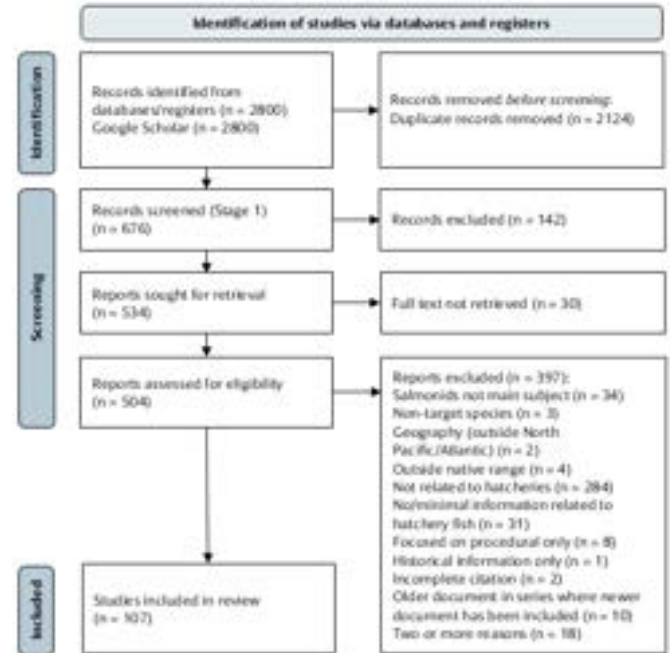 Identification of studies via databases and registers
Identification
Records identified from
databases/registers (n = 2800)
Google Scholar (n = 2800)
Records removed before screening:
Duplicate records removed (n = 2124)
Screening
Records screened (Stage 1)
(n = 676)
Records excluded (n = 142)
Reports sought for retrieval
(n = 534)
Full text not retrieved (n = 30)
Reports assessed for eligibility
(n = 504)
Reports excluded (n = 397):
Salmonids not main subject (n = 34)
Non-target species (n = 3)
Geography (outside North
Pacific/Atlantic) (n = 2)
Outside native range (n = 4)
Not related to hatcheries (n = 284)
No/minimal information related to
hatchery fish (n = 31)
Focused on procedural only (n = 8)
Historical information only (n = 1)
Incomplete citation (n = 2)
Older document in series where newer
document has been included (n = 10)
Two or more reasons (n = 18)
Included
Studies included in review
(n = 107)